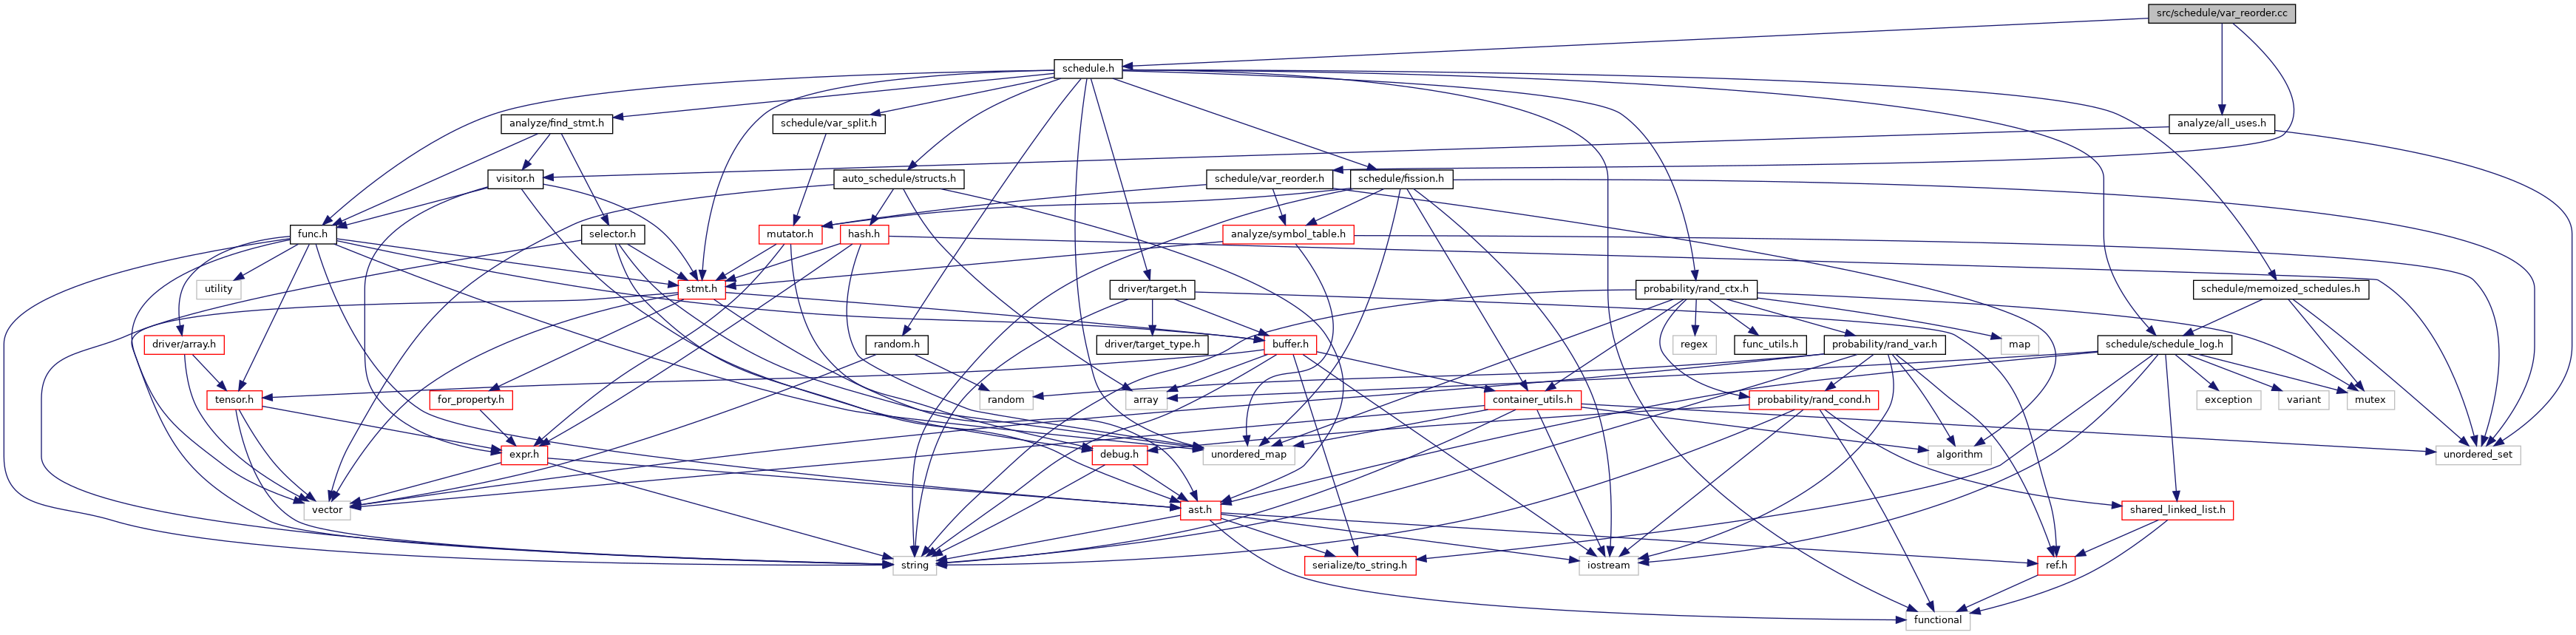 src/schedule/var_reorder.cc
schedule.h
analyze/find_stmt.h
schedule/var_split.h
analyze/all_uses.h
visitor.h
auto_schedule/structs.h
schedule/var_reorder.h
schedule/fission.h
func.h
selector.h
mutator.h
hash.h
analyze/symbol_table.h
utility
stmt.h
driver/target.h
probability/rand_ctx.h
schedule/memoized_schedules.h
driver/array.h
random.h
driver/target_type.h
buffer.h
regex
func_utils.h
probability/rand_var.h
map
schedule/schedule_log.h
tensor.h
for_property.h
random
array
container_utils.h
probability/rand_cond.h
exception
variant
mutex
expr.h
debug.h
unordered_map
algorithm
unordered_set
vector
ast.h
shared_linked_list.h
string
serialize/to_string.h
iostream
ref.h
functional